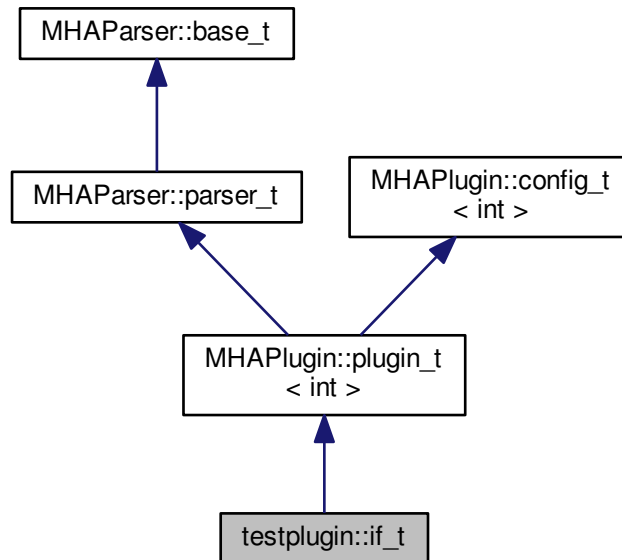 MHAParser::base_t
MHAParser::parser_t
MHAPlugin::config_t
< int >
MHAPlugin::plugin_t
< int >
testplugin::if_t